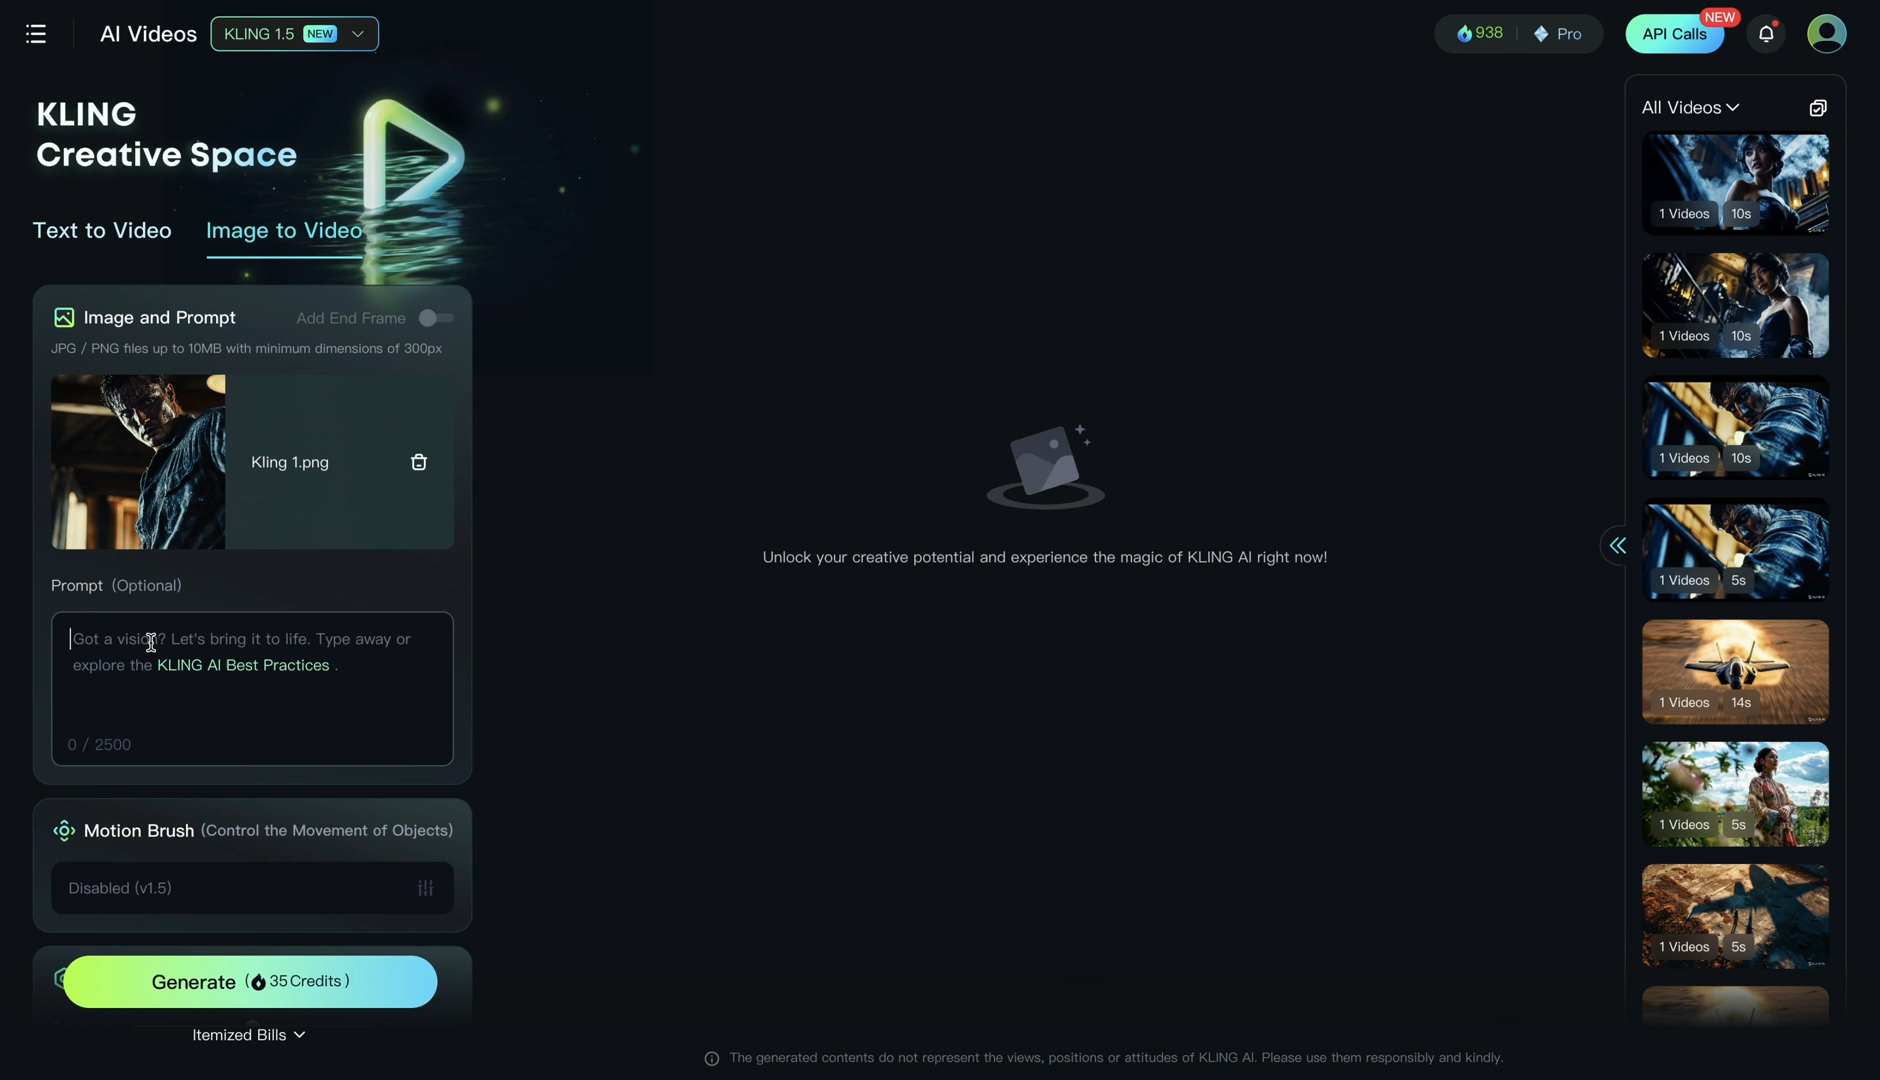 AI Videos
KLING 1.5 NEW
938
Pro
API Calls
NEW
KLING
Creative Space
Text to Video
Image to Video
Image and Prompt
Add End Frame
JPG / PNG files up to 10MB with minimum dimensions of 300px
Kling 1.png
Prompt (Optional)
Got a vision? Let's bring it to life. Type away or
explore the KLING AI Best Practices .
0 / 2500
Motion Brush (Control the Movement of Objects)
Disabled (v1.5)
Generate ( 35 Credits )
Itemized Bills
Unlock your creative potential and experience the magic of KLING AI right now!
The generated contents do not represent the views, positions or attitudes of KLING AI. Please use them responsibly and kindly.
All Videos
1 Videos 10s
1 Videos 10s
1 Videos 10s
1 Videos 5s
1 Videos 14s
1 Videos 5s
1 Videos 5s